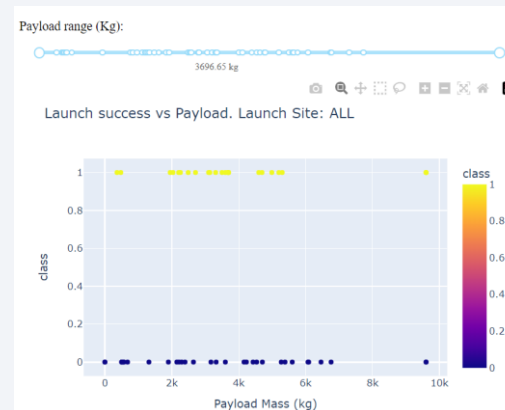 Payload range (Kg):
3696.65 kg
Launch success vs Payload. Launch Site: ALL
class
1
0.8
0.6
0.4
0.2
0
class
0 2k 4k 6k 8k 10k
Payload Mass (kg)
1
0.8
0.6
0.4
0.2
0